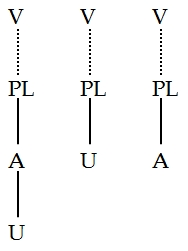 V V V
PL PL PL
A U A
U